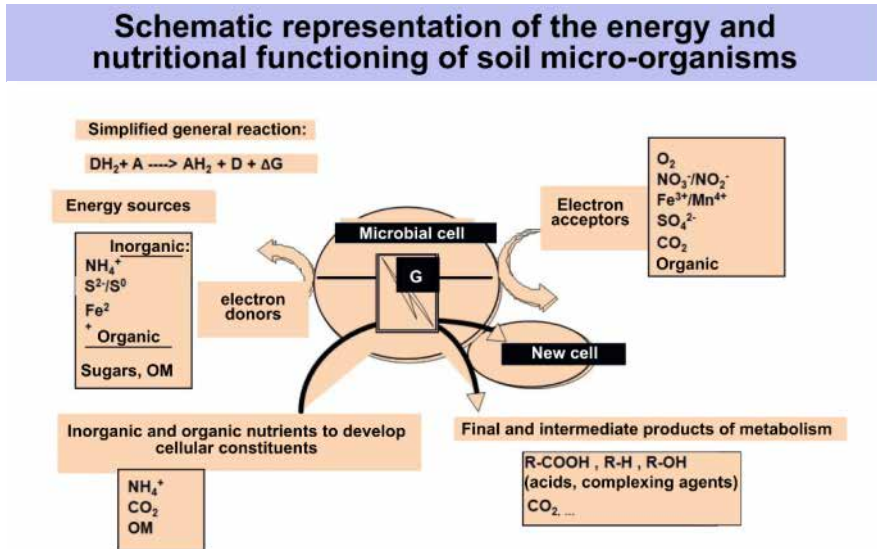 Schematic representation of the energy and
nutritional functioning of soil micro-organisms
Simplified general reaction:
DH₂+ A ----> AH₂ + D + ΔG
Energy sources
Inorganic:
NH₄⁺
S²⁻/S⁰
Fe²
⁺ Organic
Sugars, OM
electron
donors
Microbial cell
G
New cell
Electron
acceptors
O₂
NO₃⁻/NO₂⁻
Fe³⁺/Mn⁴⁺
SO₄²⁻
CO₂
Organic
Inorganic and organic nutrients to develop
cellular constituents
NH₄⁺
CO₂
OM
Final and intermediate products of metabolism
R-COOH , R-H , R-OH
(acids, complexing agents)
CO₂, ...